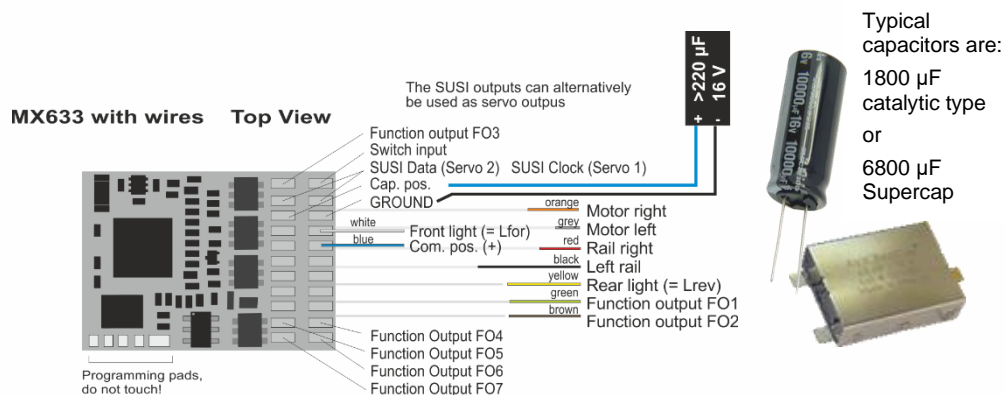 Typical
capacitors are:
1800 µF
catalytic type
or
6800 µF
Supercap
>220 µF
16 V
+ -
The SUSI outputs can alternatively
be used as servo outpus
MX633 with wires Top View
Function output FO3
Switch input
SUSI Data (Servo 2) SUSI Clock (Servo 1)
Cap. pos.
GROUND
orange Motor right
white grey Motor left
Front light (= Lfor)
blue red Rail right
Com. pos. (+)
black Left rail
yellow Rear light (= Lrev)
green Function output FO1
brown Function output FO2
Function Output FO4
Function Output FO5
Function Output FO6
Function Output FO7
Programming pads,
do not touch!
6v 10000µF16v
10000